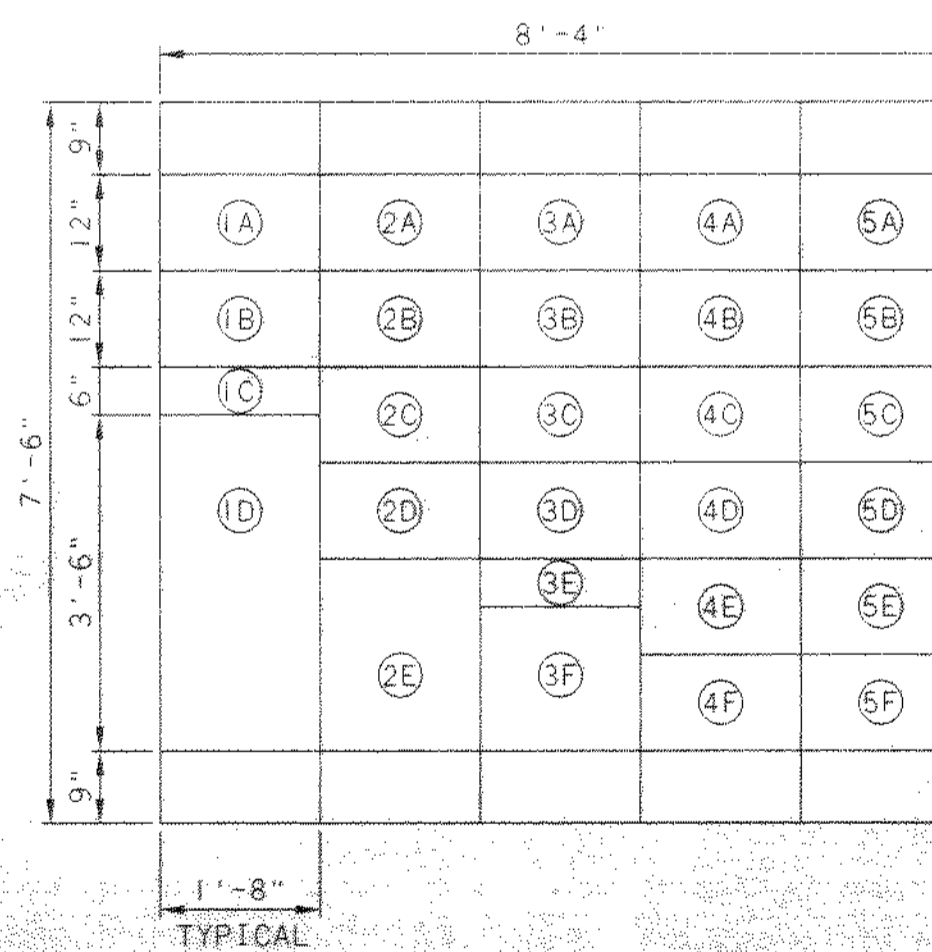 8'-4"
9"
1A 2A 3A 4A 5A
12"
1B 2B 3B 4B 5B
12"
1C
6"
2C 3C 4C 5C
7'-6"
1D 2D 3D 4D 5D
3'-6"
3E
4E 5E
2E 3F
4F 5F
9"
1'-8"
TYPICAL